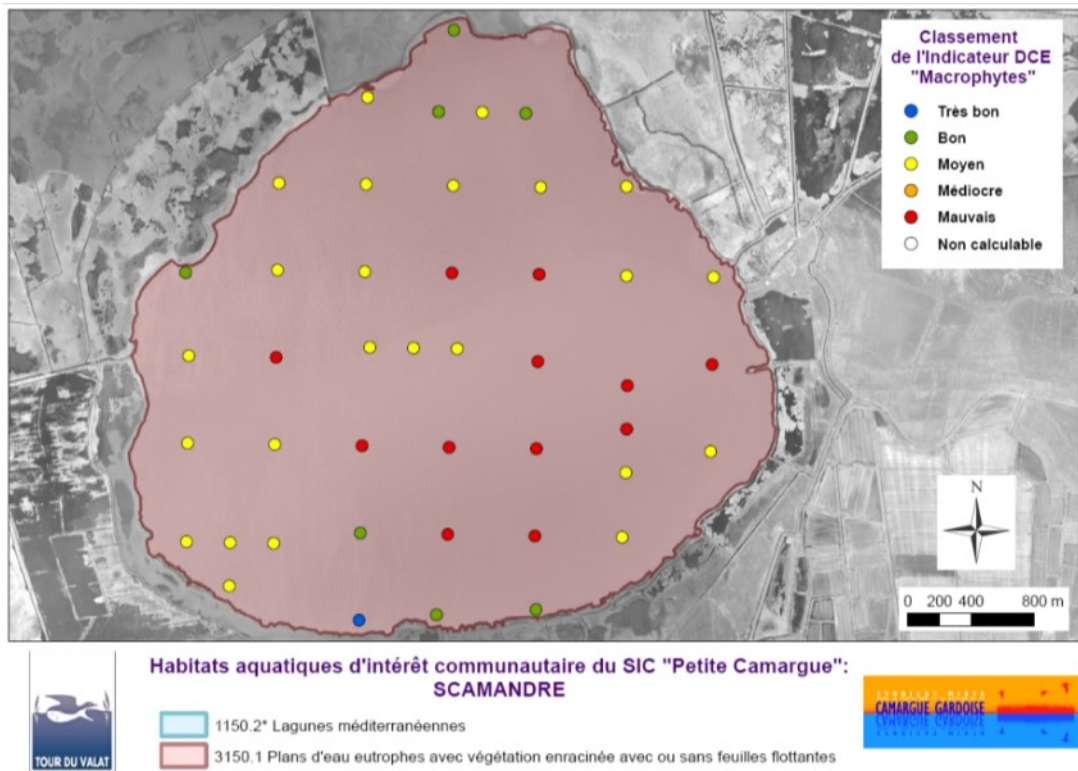 Classement
de l'Indicateur DCE
"Macrophytes"
Très bon
Bon
Moyen
Médiocre
Mauvais
Non calculable
N
0 200 400 800 m
Habitats aquatiques d'intérêt communautaire du SIC "Petite Camargue":
SCAMANDRE
1150.2* Lagunes méditerranéennes
3150.1 Plans d'eau eutrophes avec végétation enracinée avec ou sans feuilles flottantes
TOUR DU VALAT
SYNDICAT MIXTE
CAMARGUE GARDOISE